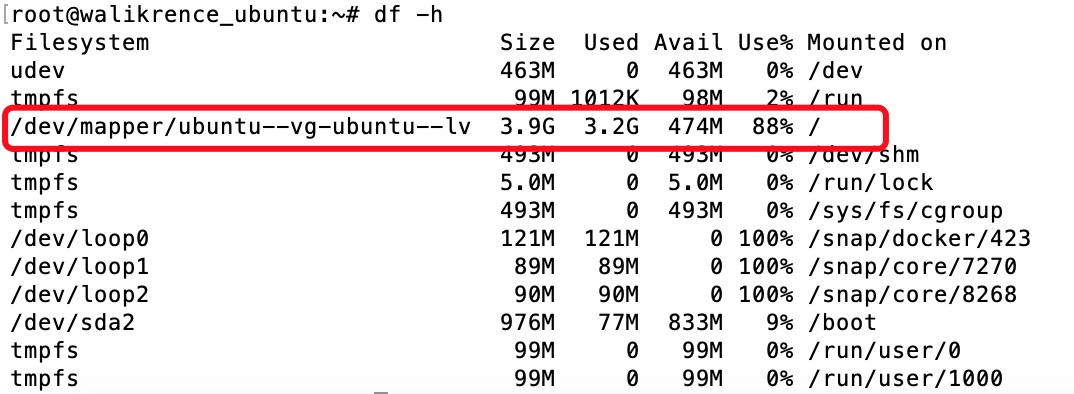 [root@walikrence_ubuntu:~# df -h
Filesystem Size Used Avail Use% Mounted on
udev 463M 0 463M 0% /dev
tmpfs 99M 1012K 98M 2% /run
/dev/mapper/ubuntu--vg-ubuntu--lv 3.9G 3.2G 474M 88% /
tmpfs 493M 0 493M 0% /dev/shm
tmpfs 5.0M 0 5.0M 0% /run/lock
tmpfs 493M 0 493M 0% /sys/fs/cgroup
/dev/loop0 121M 121M 0 100% /snap/docker/423
/dev/loop1 89M 89M 0 100% /snap/core/7270
/dev/loop2 90M 90M 0 100% /snap/core/8268
/dev/sda2 976M 77M 833M 9% /boot
tmpfs 99M 0 99M 0% /run/user/0
tmpfs 99M 0 99M 0% /run/user/1000